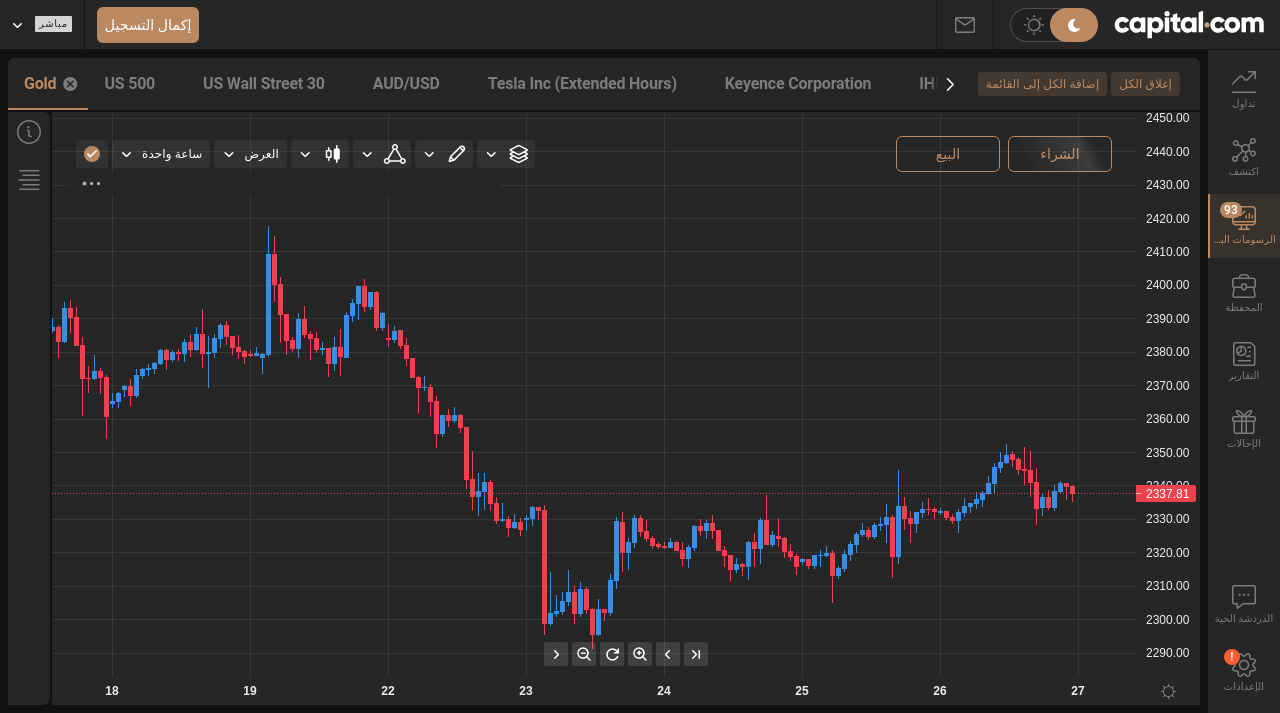 مباشر
إكمال التسجيل
capital.com
Gold
US 500
US Wall Street 30
AUD/USD
Tesla Inc (Extended Hours)
Keyence Corporation
إضافة الكل إلى القائمة
إغلاق الكل
ساعة واحدة
العرض
البيع
الشراء
2450.00
2440.00
2430.00
2420.00
2410.00
2400.00
2390.00
2380.00
2370.00
2360.00
2350.00
2340.00
2337.81
2330.00
2320.00
2310.00
2300.00
2290.00
18
19
22
23
24
25
26
27
تداول
اكتشف
93
الرسومات الب...
المحفظة
التقارير
الإحالات
الدردشة الحية
!
الإعدادات